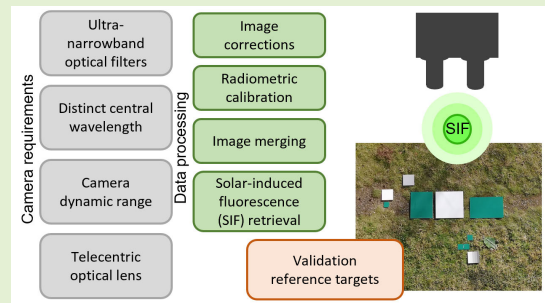 Camera requirements
Ultra-
narrowband
optical filters
Distinct central
wavelength
Camera
dynamic range
Telecentric
optical lens
Data processing
Image
corrections
Radiometric
calibration
Image merging
Solar-induced
fluorescence
(SIF) retrieval
Validation
reference targets
SIF